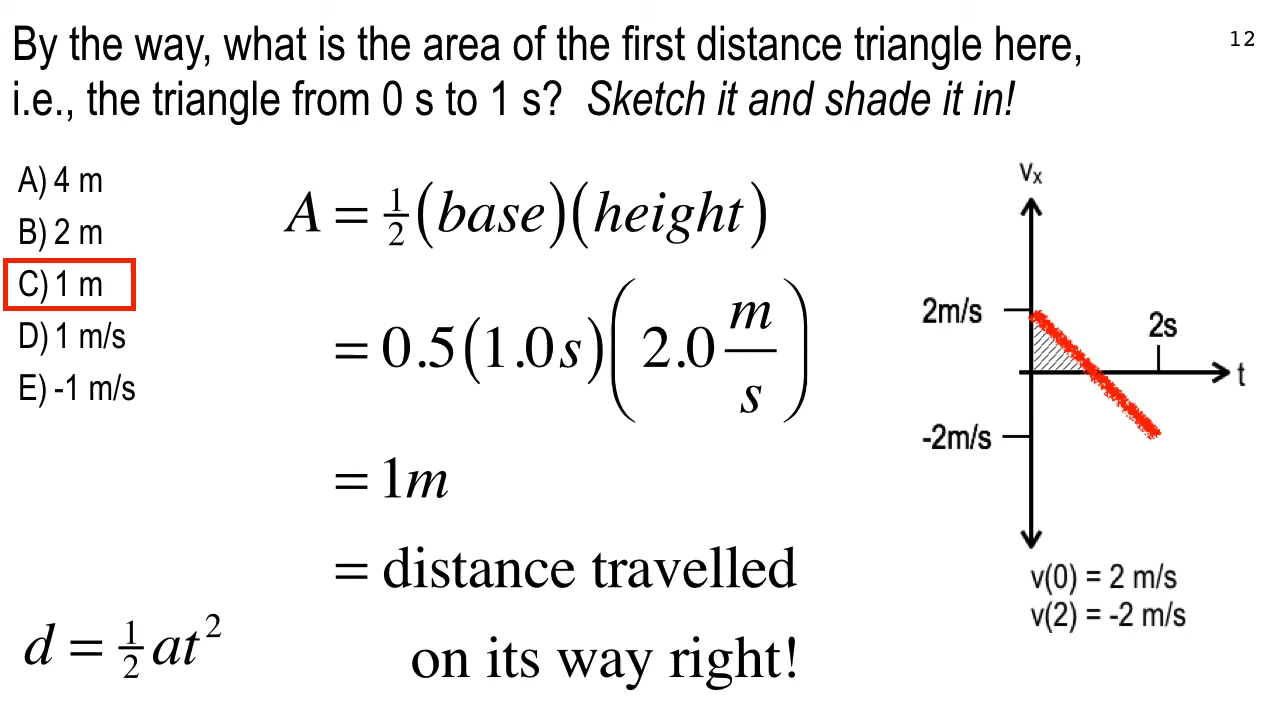 By the way, what is the area of the first distance triangle here,
12
i.e., the triangle from 0 s to 1 s? Sketch it and shade it in!
A) 4 m
B) 2 m
C) 1 m
D) 1 m/s
E) -1 m/s
A = ½(base)(height)
= 0.5(1.0s)(2.0 m/s)
= 1m
= distance travelled
on its way right!
d = ½at²
vₓ
2m/s
2s
t
-2m/s
v(0) = 2 m/s
v(2) = -2 m/s